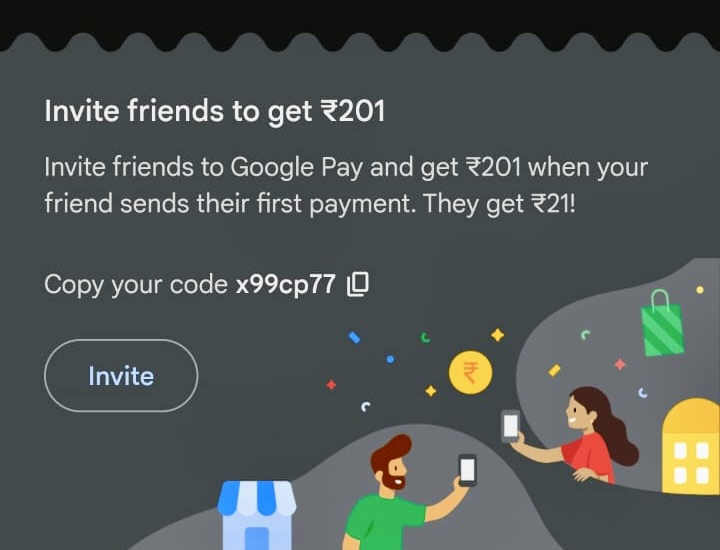 Invite friends to get ₹201
Invite friends to Google Pay and get ₹201 when your
friend sends their first payment. They get ₹21!
Copy your code x99cp77
Invite
₹